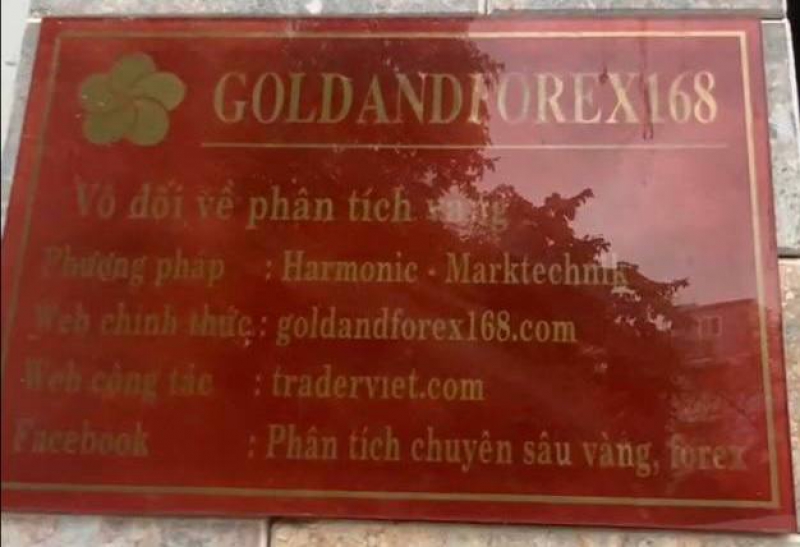 GOLDANDFOREX168
Vô đối về phân tích vàng
Phương pháp : Harmonic - Marktechnik
Web chính thức : goldandforex168.com
Web công tác : traderviet.com
Facebook : Phân tích chuyên sâu vàng, forex